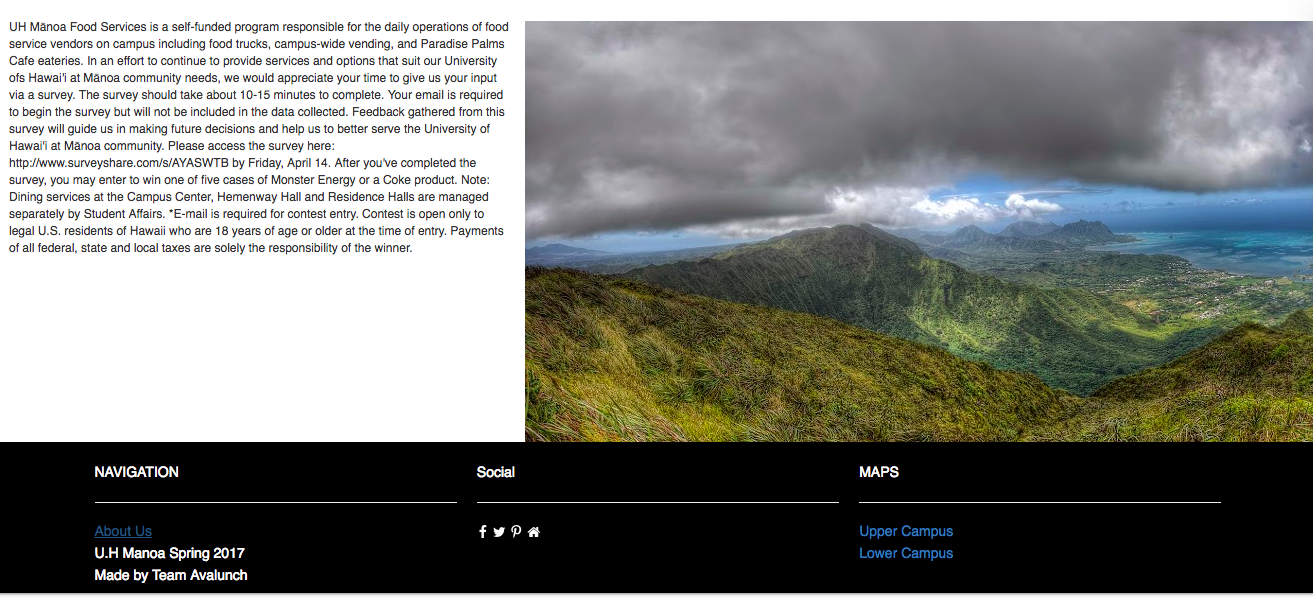 UH Mānoa Food Services is a self-funded program responsible for the daily operations of food
service vendors on campus including food trucks, campus-wide vending, and Paradise Palms
Cafe eateries. In an effort to continue to provide services and options that suit our University
ofs Hawai'i at Mānoa community needs, we would appreciate your time to give us your input
via a survey. The survey should take about 10-15 minutes to complete. Your email is required
to begin the survey but will not be included in the data collected. Feedback gathered from this
survey will guide us in making future decisions and help us to better serve the University of
Hawai'i at Mānoa community. Please access the survey here:
http://www.surveyshare.com/s/AYASWTB by Friday, April 14. After you've completed the
survey, you may enter to win one of five cases of Monster Energy or a Coke product. Note:
Dining services at the Campus Center, Hemenway Hall and Residence Halls are managed
separately by Student Affairs. *E-mail is required for contest entry. Contest is open only to
legal U.S. residents of Hawaii who are 18 years of age or older at the time of entry. Payments
of all federal, state and local taxes are solely the responsibility of the winner.
NAVIGATION
About Us
U.H Manoa Spring 2017
Made by Team Avalunch
Social
MAPS
Upper Campus
Lower Campus